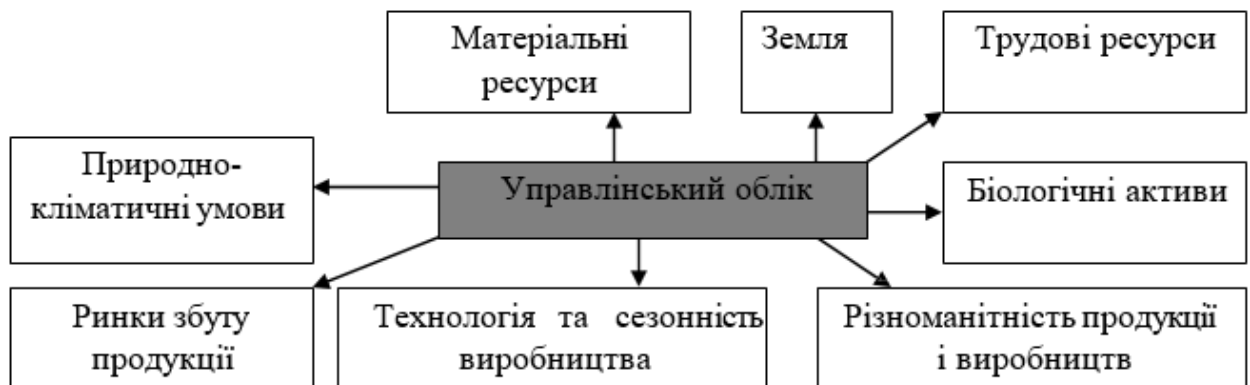 Матеріальні
ресурси
Земля
Трудові ресурси
Природно-
кліматичні умови
Управлінський облік
Біологічні активи
Ринки збуту
продукції
Технологія та сезонність
виробництва
Різноманітність продукції
і виробництв